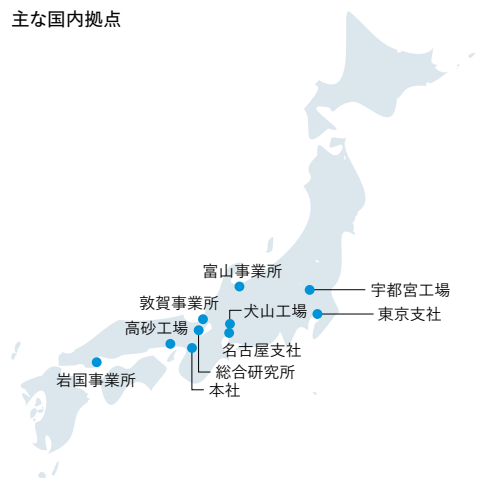 主な国内拠点
富山事業所
宇都宮工場
敦賀事業所
犬山工場
東京支社
高砂工場
名古屋支社
総合研究所
岩国事業所
本社